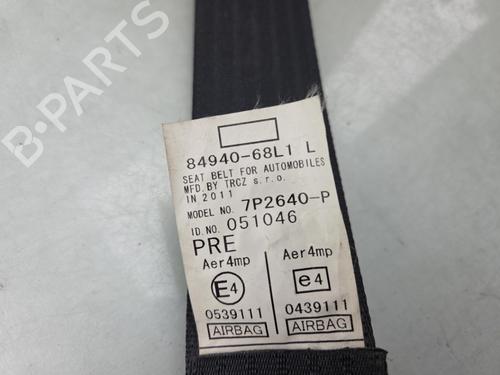 84940-68L1 L
SEAT BELT FOR AUTOMOBILES
MFD.BY TRCZ s.r.o.
IN 2011
MODEL NO. 7P2640-P
ID.NO. 051046
PRE
Aer4mp Aer4mp
E4 e4
0539111 0439111
AIRBAG AIRBAG
B-PARTS